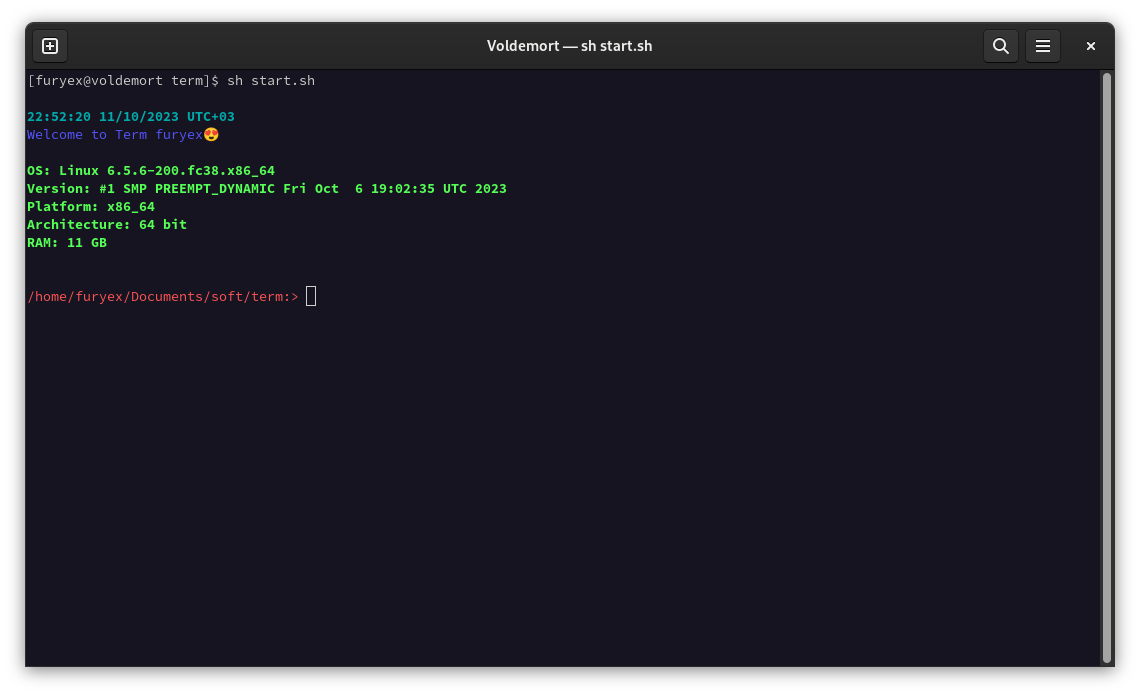 Voldemort — sh start.sh
[furyex@voldemort term]$ sh start.sh
22:52:20 11/10/2023 UTC+03
Welcome to Term furyex😍
OS: Linux 6.5.6-200.fc38.x86_64
Version: #1 SMP PREEMPT_DYNAMIC Fri Oct  6 19:02:35 UTC 2023
Platform: x86_64
Architecture: 64 bit
RAM: 11 GB
/home/furyex/Documents/soft/term:>